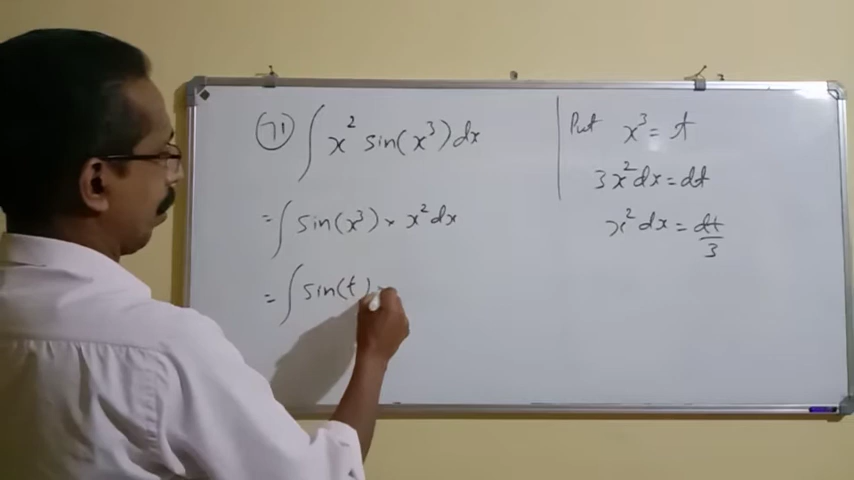 (71) ∫ x² sin(x³) dx
= ∫ sin(x³) × x² dx
= ∫ sin(t)
Put x³ = t
3x² dx = dt
x² dx = dt/3